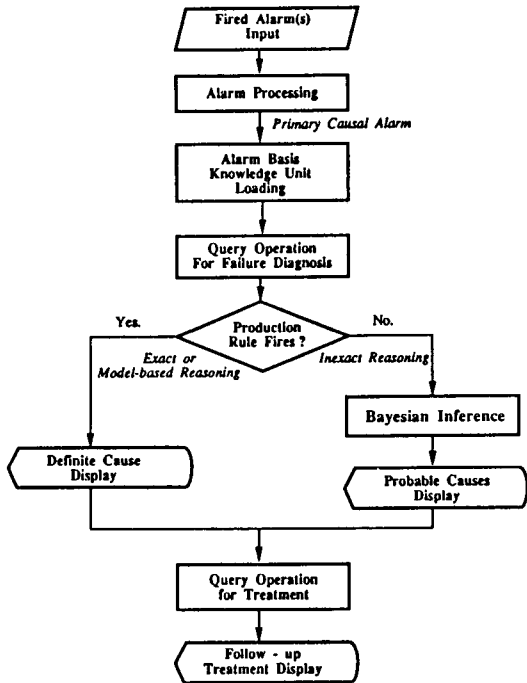 Fired Alarm(s)
Input
Alarm Processing
Primary Causal Alarm
Alarm Basis
Knowledge Unit
Loading
Query Operation
For Failure Diagnosis
Yes.
Production
Rule Fires ?
No.
Exact or
Model-based Reasoning
Inexact Reasoning
Bayesian Inference
Definite Cause
Display
Probable Causes
Display
Query Operation
for Treatment
Follow - up
Treatment Display